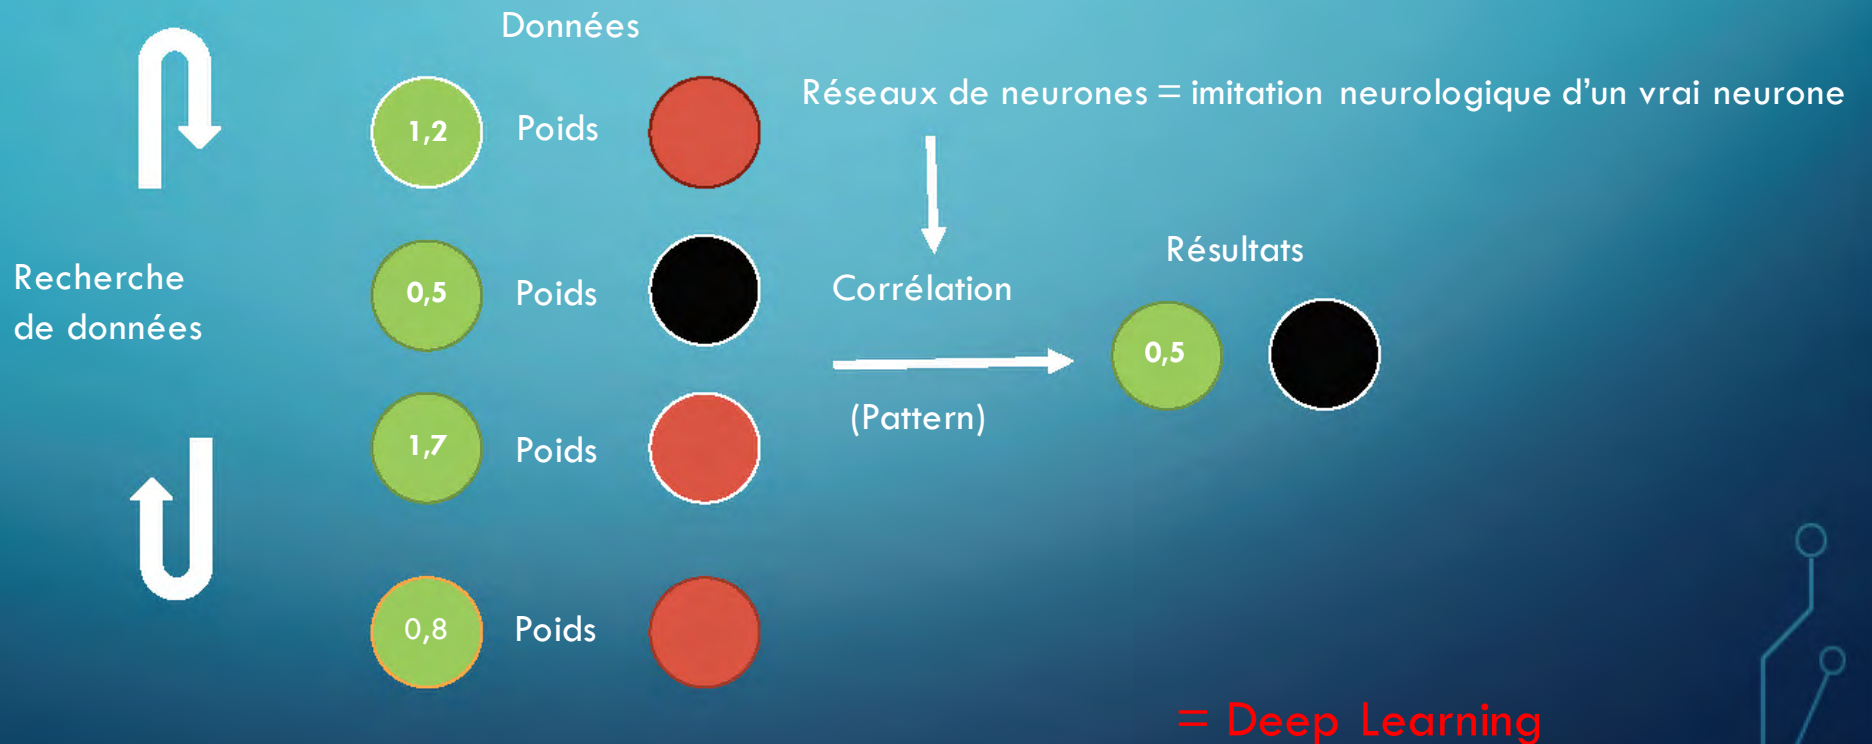 Données
Réseaux de neurones = imitation neurologique d'un vrai neurone
1,2 Poids
Recherche
de données
0,5 Poids
Corrélation
(Pattern)
Résultats
0,5
1,7 Poids
0,8 Poids
= Deep Learning